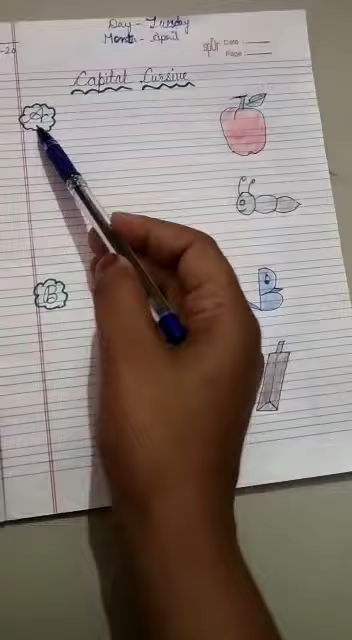 Day - Tuesday
Month - April
Date:
Page:
Capital Cursive
A
B